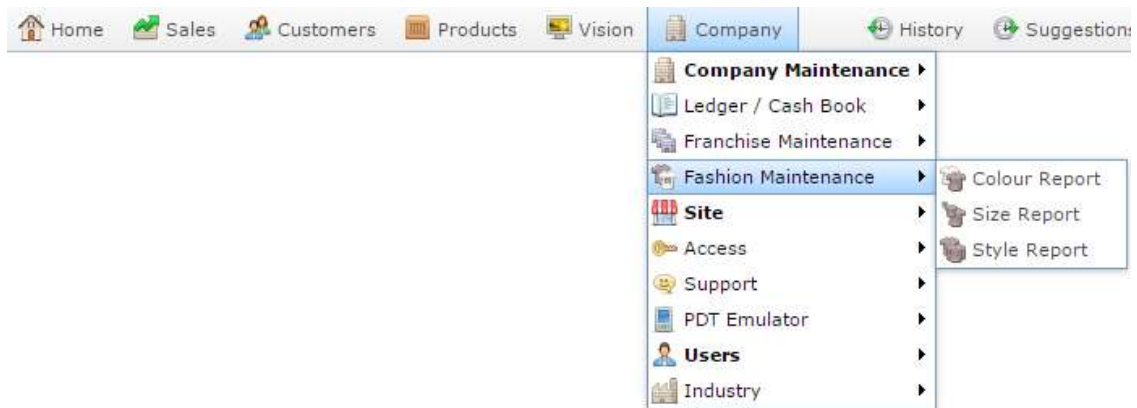 Home Sales Customers Products Vision Company History Suggestions
Company Maintenance
Ledger / Cash Book
Franchise Maintenance
Fashion Maintenance
Colour Report
Site
Size Report
Access
Style Report
Support
PDT Emulator
Users
Industry